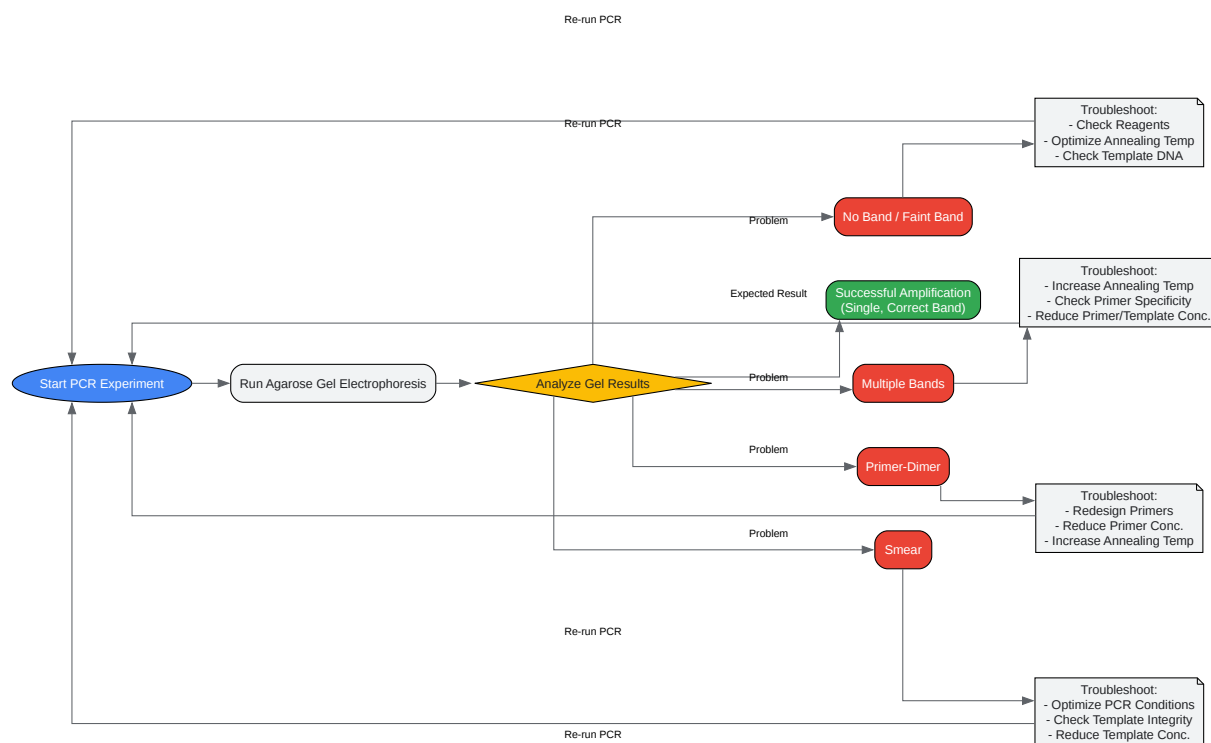 Re-run PCR
Troubleshoot:
- Check Reagents
- Optimize Annealing Temp
- Check Template DNA
Re-run PCR
No Band / Faint Band
Problem
Troubleshoot:
- Increase Annealing Temp
- Check Primer Specificity
- Reduce Primer/Template Conc.
Expected Result
Successful Amplification
(Single, Correct Band)
Start PCR Experiment
Run Agarose Gel Electrophoresis
Analyze Gel Results
Problem
Multiple Bands
Problem
Primer-Dimer
Troubleshoot:
- Redesign Primers
- Reduce Primer Conc.
- Increase Annealing Temp
Problem
Smear
Re-run PCR
Troubleshoot:
- Optimize PCR Conditions
- Check Template Integrity
- Reduce Template Conc.
Re-run PCR